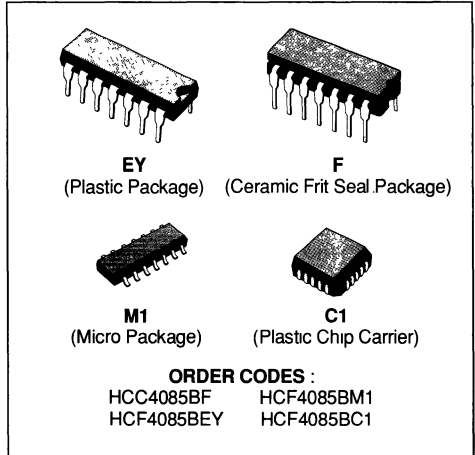 EY
(Plastic Package)
F
(Ceramic Frit Seal Package)
M1
(Micro Package)
C1
(Plastic Chip Carrier)
ORDER CODES :
HCC4085BF HCF4085BM1
HCF4085BEY HCF4085BC1